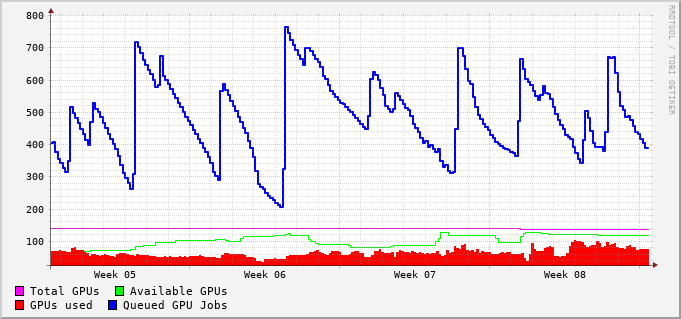 800
700
600
500
400
300
200
100
Week 05 Week 06 Week 07 Week 08
Total GPUs Available GPUs
GPUs used Queued GPU Jobs
RRDTOOL / TOBI OETIKER